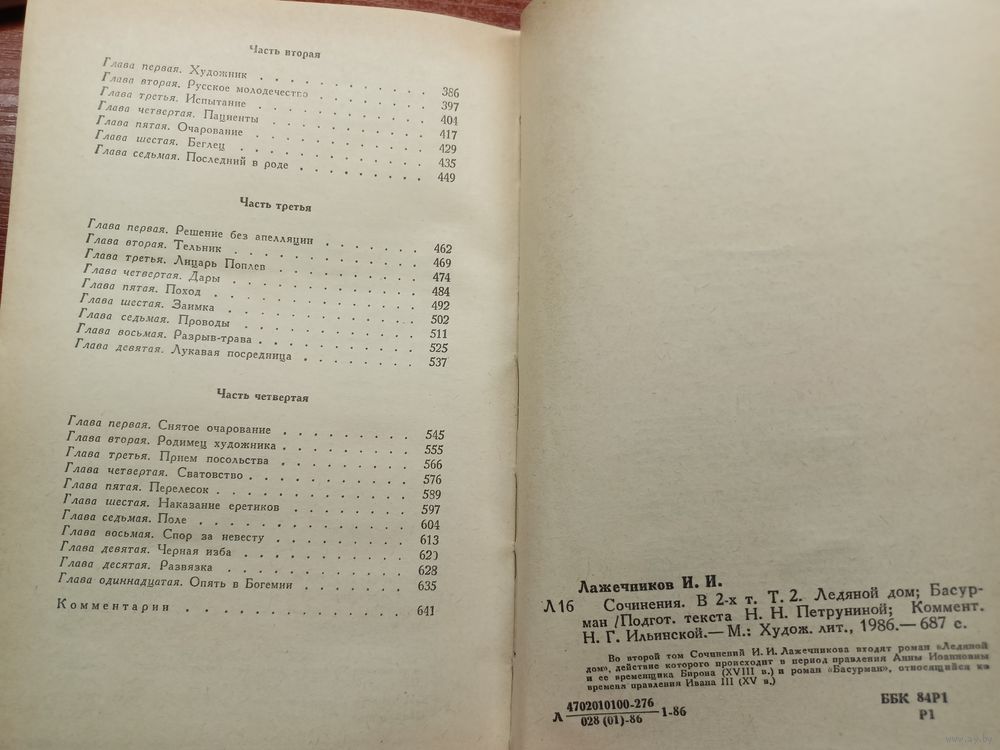 Часть вторая
Глава первая. Художник . . . . . . . . . 386
Глава вторая. Русское молодечество . . . . . . 397
Глава третья. Испытание . . . . . . . . . 404
Глава четвертая. Пациенты . . . . . . . . 417
Глава пятая. Очарование . . . . . . . . . 429
Глава шестая. Беглец . . . . . . . . . . 435
Глава седьмая. Последний в роде . . . . . . . 449
Часть третья
Глава первая. Решение без апелляции . . . . . . 462
Глава вторая. Тельник . . . . . . . . . 469
Глава третья. Лицарь Поплев . . . . . . . . 474
Глава четвертая. Дары . . . . . . . . . 484
Глава пятая. Поход . . . . . . . . . . 492
Глава шестая. Заимка . . . . . . . . . 502
Глава седьмая. Проводы . . . . . . . . . 511
Глава восьмая. Разрыв-трава . . . . . . . . 525
Глава девятая. Лукавая посредница . . . . . . 537
Часть четвертая
Глава первая. Снятое очарование . . . . . . . 545
Глава вторая. Родимец художника . . . . . . . 555
Глава третья. Прием посольства . . . . . . . 566
Глава четвертая. Сватовство . . . . . . . . 576
Глава пятая. Перелесок . . . . . . . . . 589
Глава шестая. Наказание еретиков . . . . . . 597
Глава седьмая. Поле . . . . . . . . . . 604
Глава восьмая. Спор за невесту . . . . . . . 613
Глава девятая. Черная изба . . . . . . . . 620
Глава десятая. Развязка . . . . . . . . . 628
Глава одиннадцатая. Опять в Богемии . . . . . . 635
Комментарии . . . . . . . . . . . 641
Лажечников И. И.
Л16 Сочинения. В 2-х т. Т. 2. Ледяной дом; Басур-
ман /Подгот. текста Н. Н. Петруниной; Коммент.
Н. Г. Ильинской.— М.: Худож. лит., 1986.— 687 с.
Во второй том Сочинений И. И. Лажечникова входят роман «Ледяной
дом», действие которого происходит в период правления Анны Иоанновны
и ее временщика Бирона (XVIII в.) и роман «Басурман», относящийся ко
времени правления Ивана III (XV в.)
Л 4702010100-276 1-86
028 (01)-86
ББК 84Р1
Р1
www.ay.by